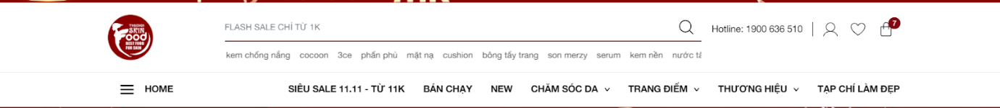 THEGIOI
SKIN
Food
BEST FOOD
FOR SKIN
FLASH SALE CHỈ TỪ 1K
Hotline: 1900 636 510
7
kem chống nắng cocoon 3ce phấn phủ mặt nạ cushion bông tẩy trang son merzy serum kem nền nước
HOME SIÊU SALE 11.11 - TỪ 11K BÁN CHẠY NEW CHĂM SÓC DA TRANG ĐIỂM THƯƠNG HIỆU TẠP CHÍ LÀM ĐẸP